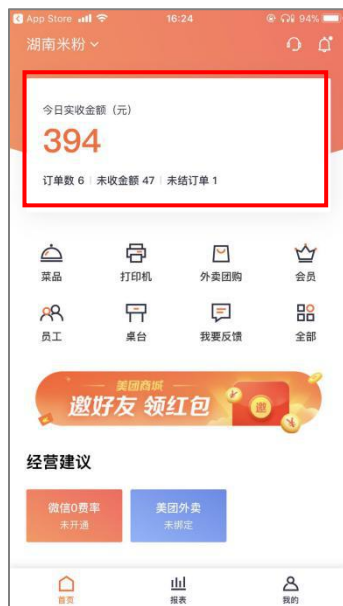 App Store 16:24 94%
湖南米粉
今日实收金额（元）
394
订单数 6 未收金额 47 未结订单 1
菜品 打印机 外卖团购 会员
员工 桌台 我要反馈 全部
美团商城
邀好友 领红包
邀
经营建议
微信0费率 美团外卖
未开通 未绑定
首页 报表 我的